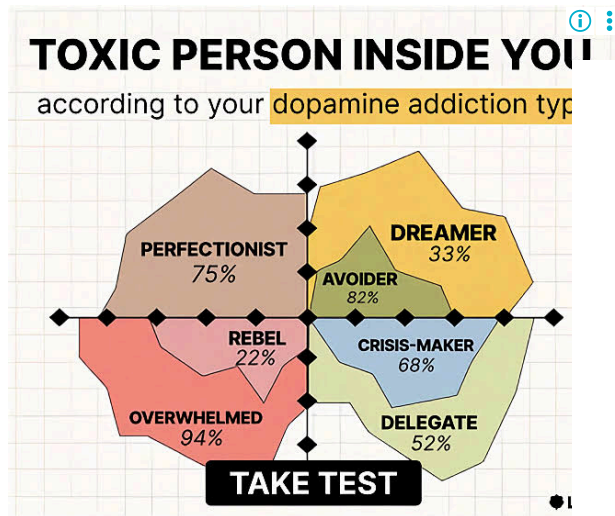 TOXIC PERSON INSIDE YOU
according to your dopamine addiction typ
PERFECTIONIST
75%
DREAMER
33%
AVOIDER
82%
REBEL
22%
CRISIS-MAKER
68%
OVERWHELMED
94%
DELEGATE
52%
TAKE TEST